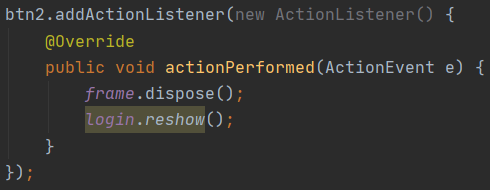 btn2.addActionListener(new ActionListener() {
    @Override
    public void actionPerformed(ActionEvent e) {
        frame.dispose();
        login.reshow();
    }
});